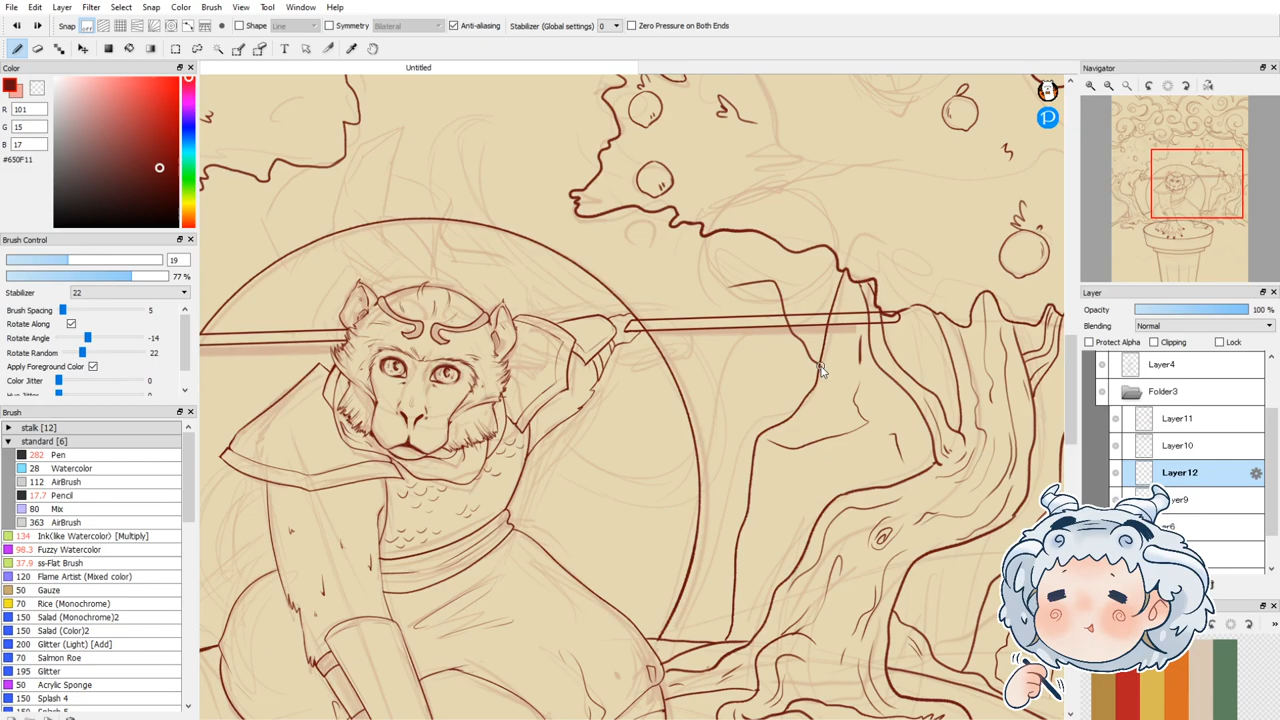 File Edit Layer Filter Select Snap Color Brush View Tool Window Help
Snap off Shape Line Symmetry Bilateral Anti-aliasing Stabilizer (Global settings) 0 Zero Pressure on Both Ends
Color
Untitled
Navigator
R 101
G 15
B 17
#650F11
Brush Control
19
77 %
Stabilizer 22
Brush Spacing 5
Rotate Along
Rotate Angle -14
Rotate Random 22
Apply Foreground Color
Color Jitter 0
Brush
stalk [12]
standard [6]
282 Pen
28 Watercolor
112 AirBrush
17.7 Pencil
80 Mix
363 AirBrush
134 Ink(like Watercolor) [Multiply]
98.3 Fuzzy Watercolor
37.9 ss-Flat Brush
120 Flame Artist (Mixed color)
50 Gauze
70 Rice (Monochrome)
150 Salad (Monochrome)2
150 Salad (Color)2
200 Glitter (Light) [Add]
70 Salmon Roe
195 Glitter
50 Acrylic Sponge
150 Splash 4
Layer
Opacity 100 %
Blending Normal
Protect Alpha Clipping Lock
Layer4
Folder3
Layer11
Layer10
Layer12